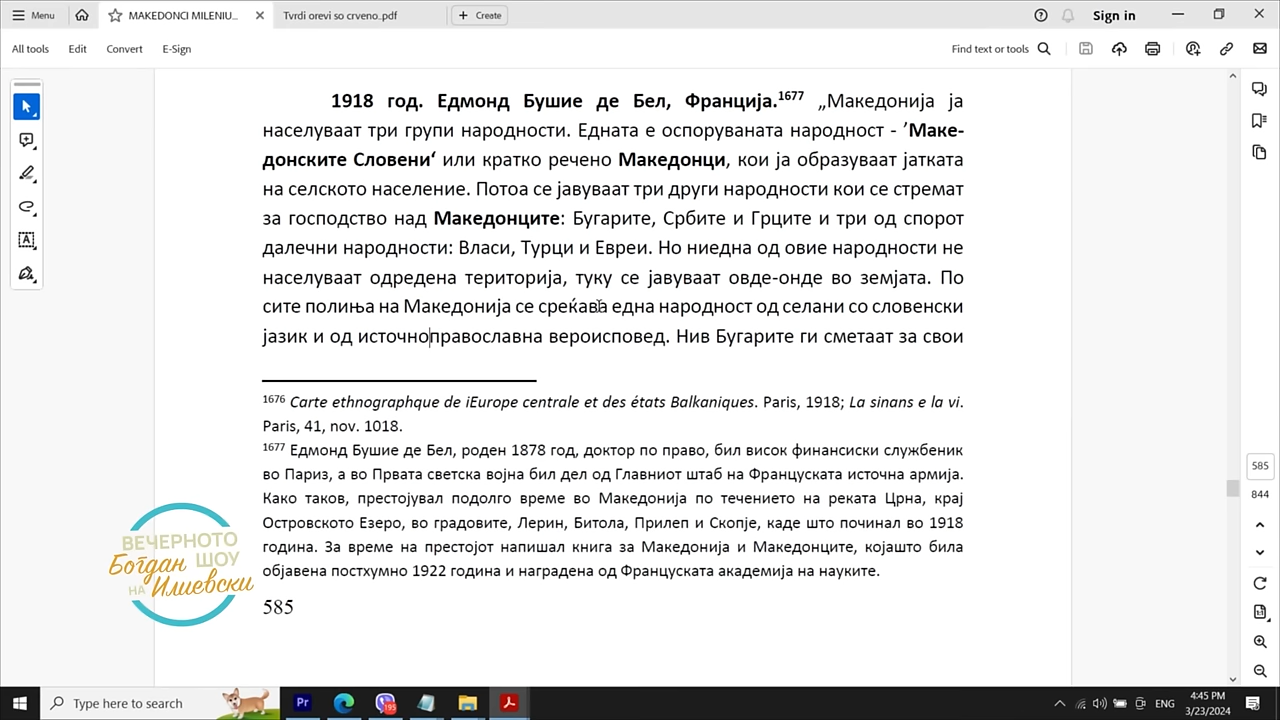 Menu
MAKEDONCI MILENIU...
Tvrdi orevi so crveno..pdf
Create
Sign in
All tools Edit Convert E-Sign
Find text or tools
1918 год. Едмонд Бушие де Бел, Франција.1677 „Македонија ја
населуваат три групи народности. Едната е оспоруваната народност - ’Маке-
донските Словени‘ или кратко речено Македонци, кои ја образуваат јатката
на селското население. Потоа се јавуваат три други народности кои се стремат
за господство над Македонците: Бугарите, Србите и Грците и три од спорот
далечни народности: Власи, Турци и Евреи. Но ниедна од овие народности не
населуваат одредена територија, туку се јавуваат овде-онде во земјата. По
сите полиња на Македонија се среќава една народност од селани со словенски
јазик и од источноправославна вероисповед. Нив Бугарите ги сметаат за свои
1676 Carte ethnographque de iEurope centrale et des états Balkaniques. Paris, 1918; La sinans e la vi.
Paris, 41, nov. 1018.
1677 Едмонд Бушие де Бел, роден 1878 год, доктор по право, бил висок финансиски службеник
во Париз, а во Првата светска војна бил дел од Главниот штаб на Француската источна армија.
Како таков, престојувал подолго време во Македонија по течението на реката Црна, крај
Островското Езеро, во градовите, Лерин, Битола, Прилеп и Скопје, каде што починал во 1918
година. За време на престојот напишал книга за Македонија и Македонците, којашто била
објавена постхумно 1922 година и наградена од Француската академија на науките.
585
585
844
ВЕЧЕРНОТО
ШОУ
НА
Богдан
Илиевски
Type here to search
Pr
195
ENG
4:45 PM
3/23/2024